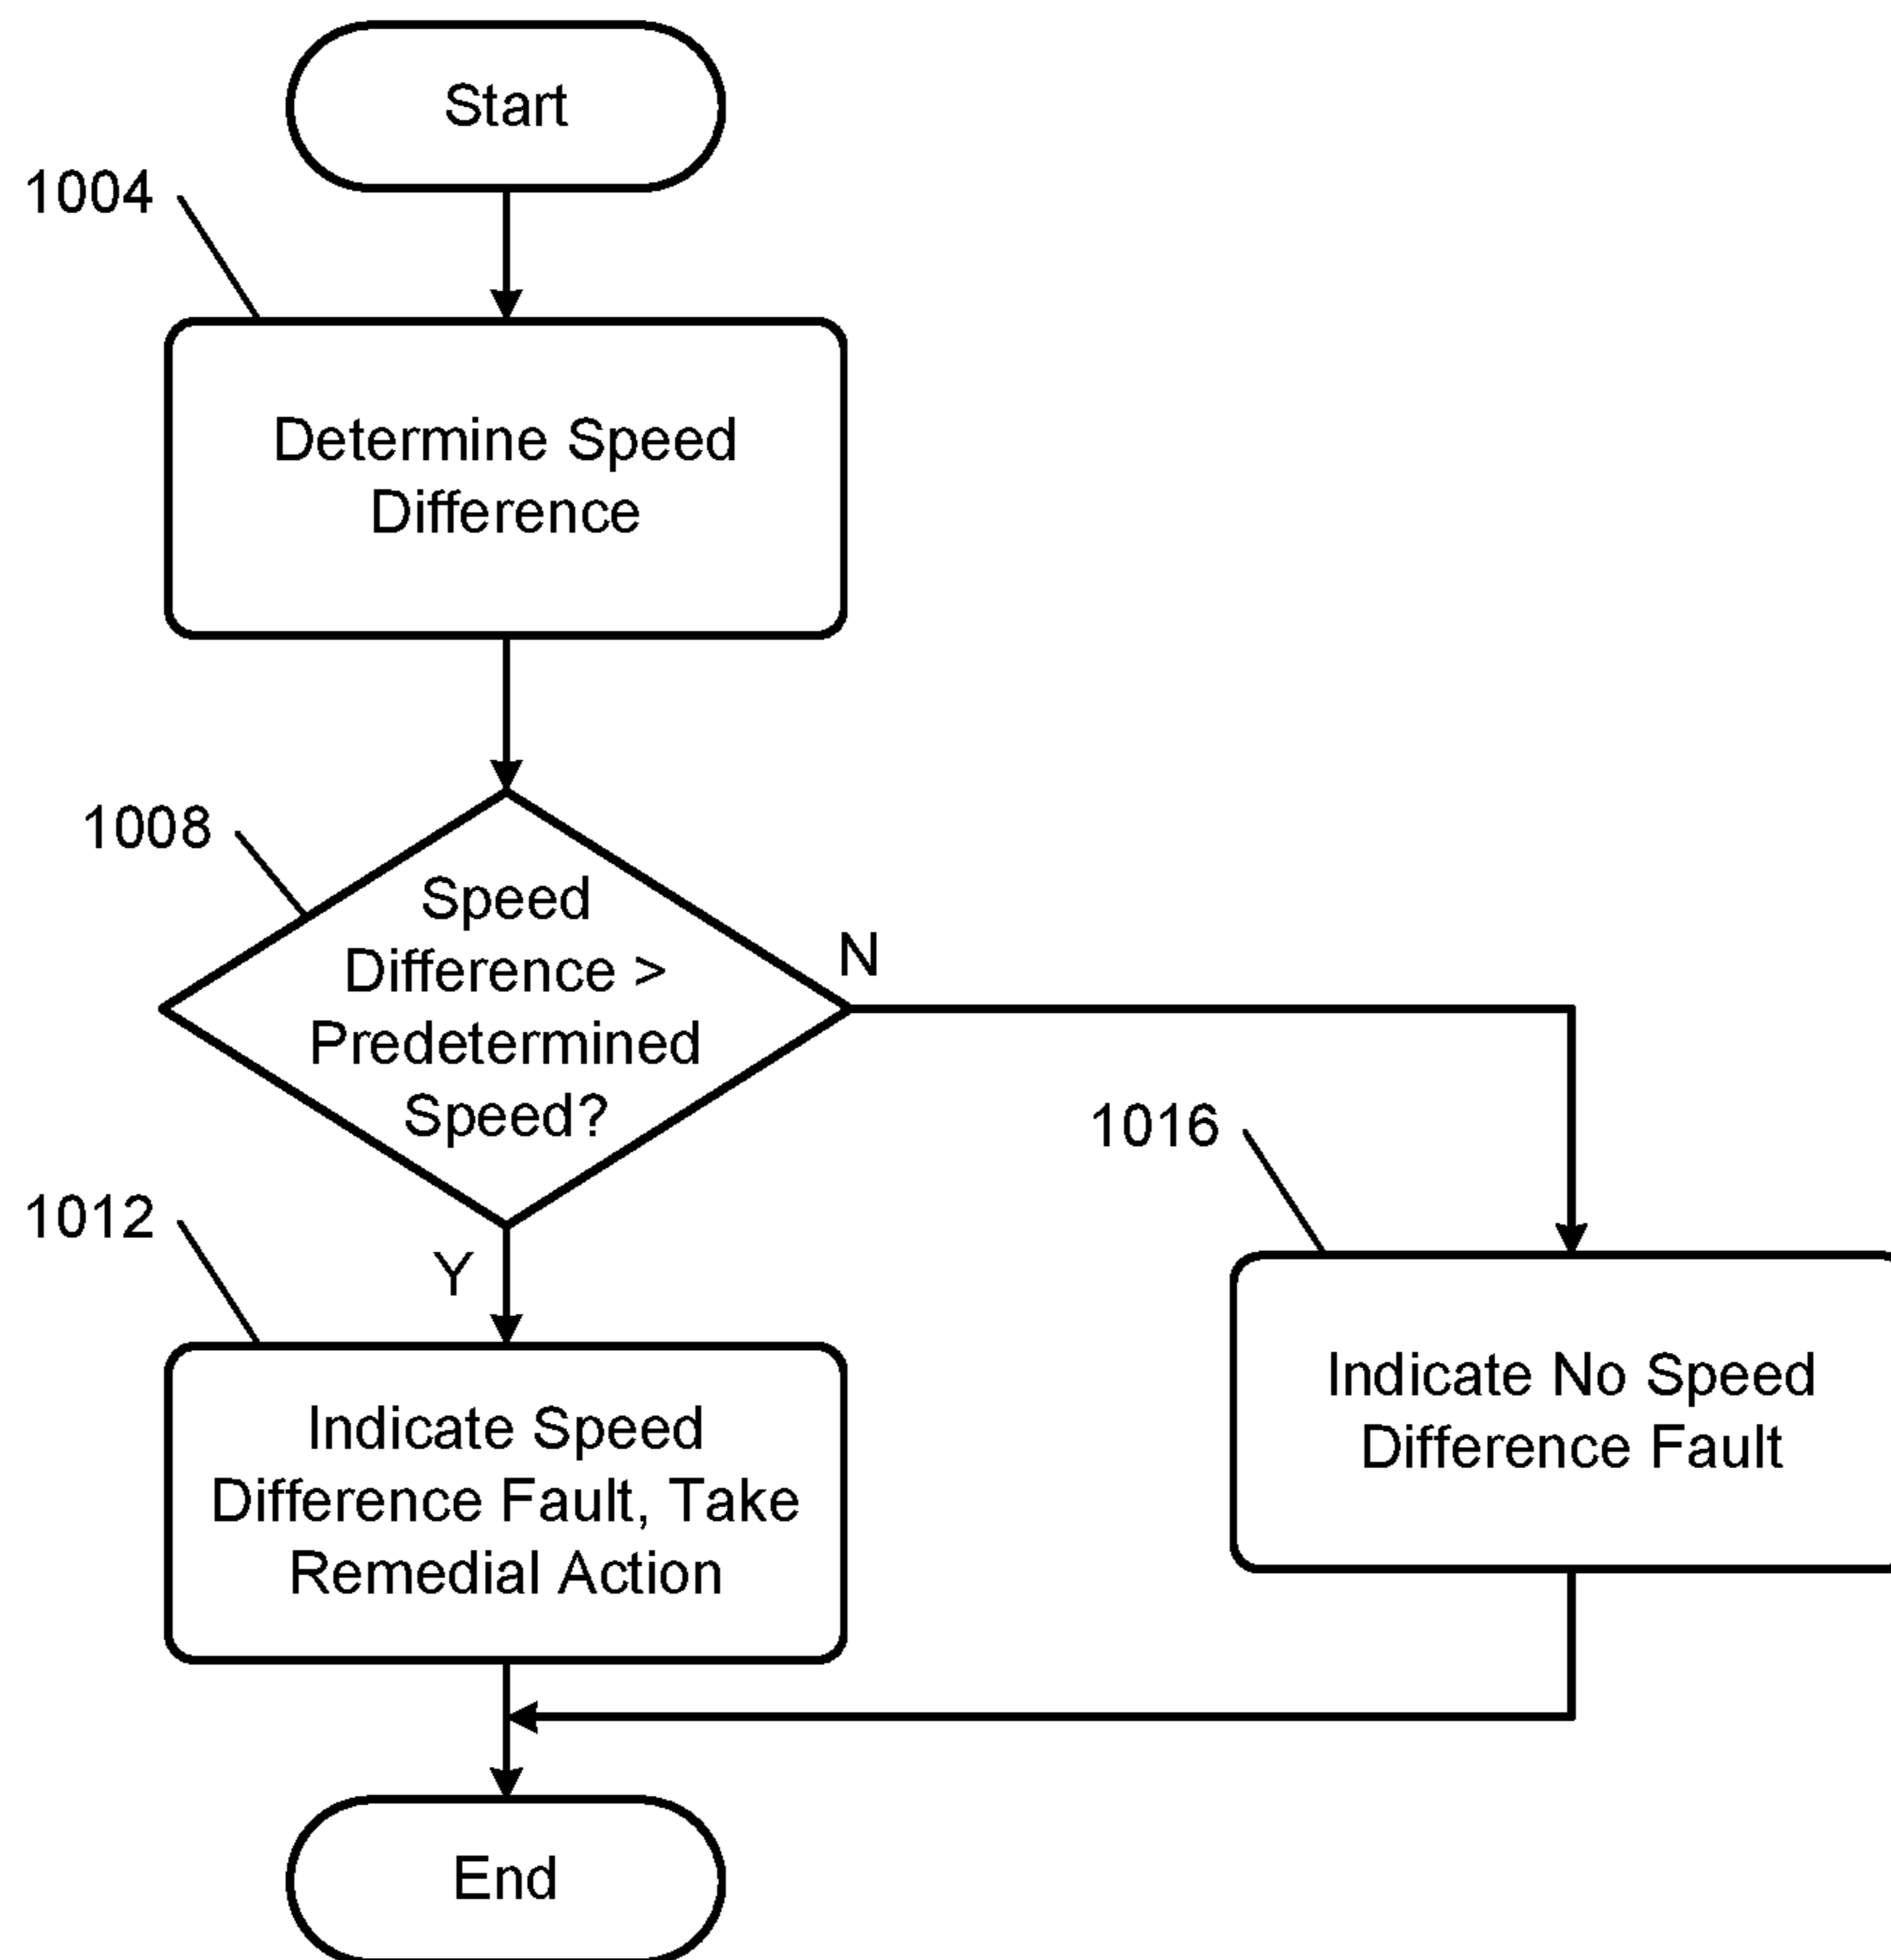 Start
1004
Determine Speed
Difference
1008
Speed
Difference >
Predetermined
Speed?
N
Y
1012
Indicate Speed
Difference Fault, Take
Remedial Action
1016
Indicate No Speed
Difference Fault
End